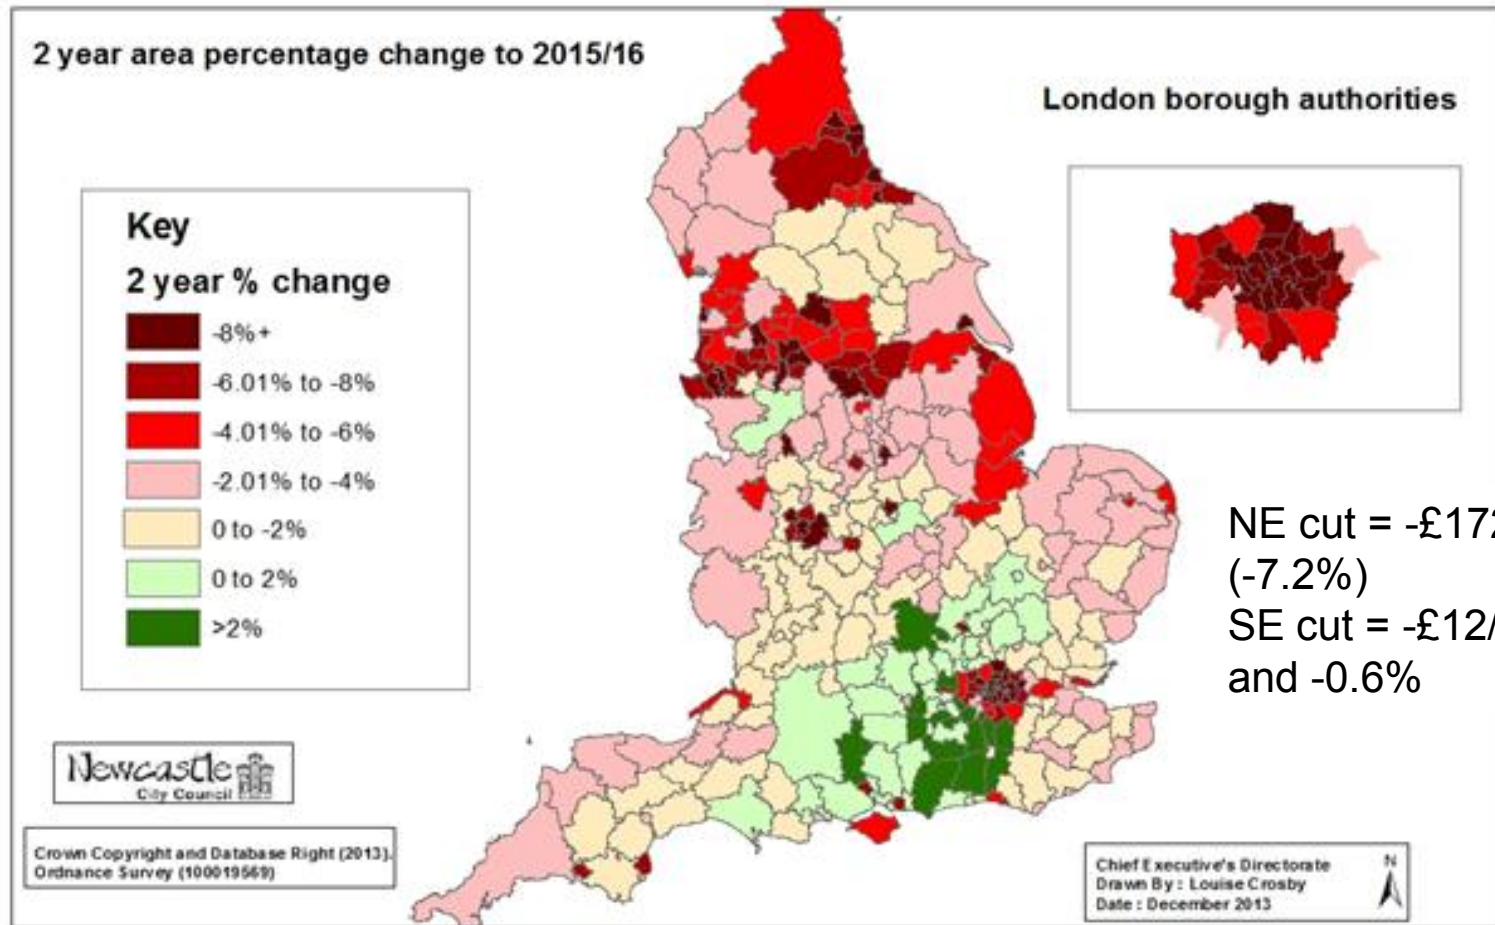 2 year area percentage change to 2015/16
London borough authorities
Key
2 year % change
-8%+
-6.01% to -8%
-4.01% to -6%
-2.01% to -4%
0 to -2%
0 to 2%
>2%
NE cut = -£172
(-7.2%)
SE cut = -£12/
and -0.6%
Newcastle
City Council
Crown Copyright and Database Right (2013).
Ordnance Survey (100019569)
Chief Executive's Directorate
Drawn By : Louise Crosby
Date : December 2013
N